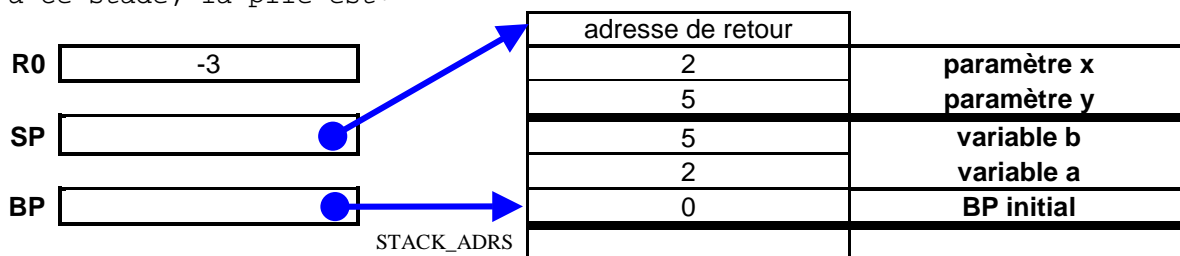 à ce stade, la pile est:
adresse de retour
R0 -3 2 paramètre x
5 paramètre y
SP 5 variable b
2 variable a
BP 0 BP initial
STACK_ADRS